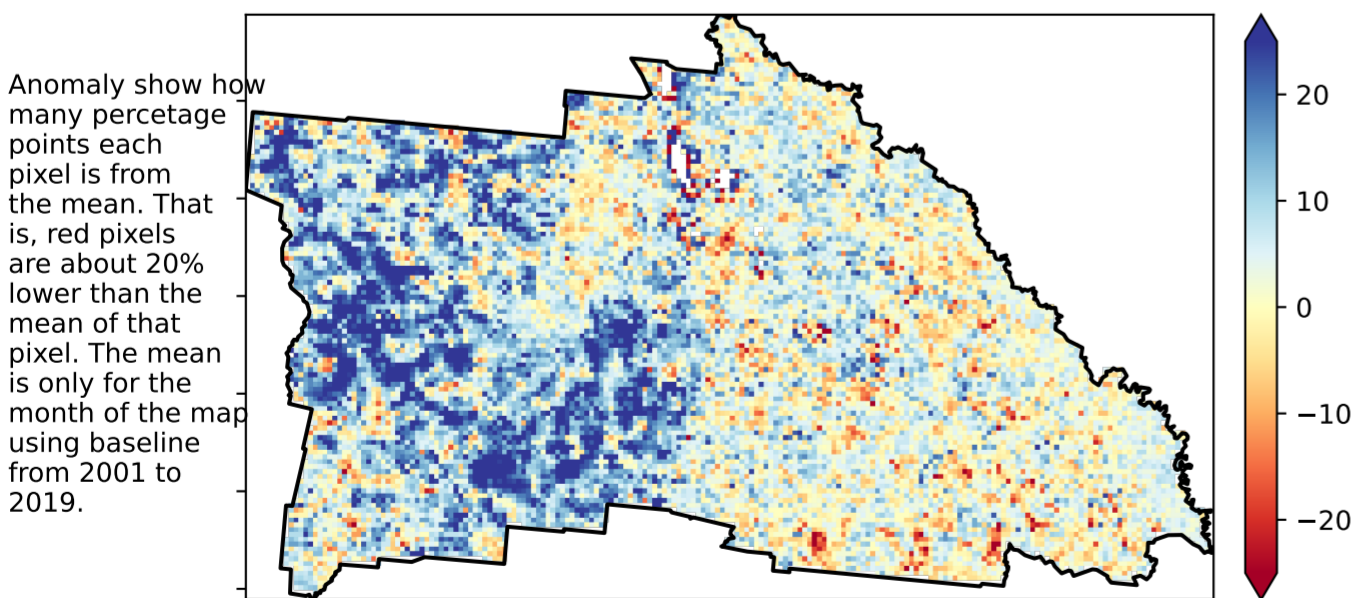 Anomaly show how
many percetage
points each
pixel is from
the mean. That
is, red pixels
are about 20%
lower than the
mean of that
pixel. The mean
is only for the
month of the map
using baseline
from 2001 to
2019.
20
10
0
−10
−20